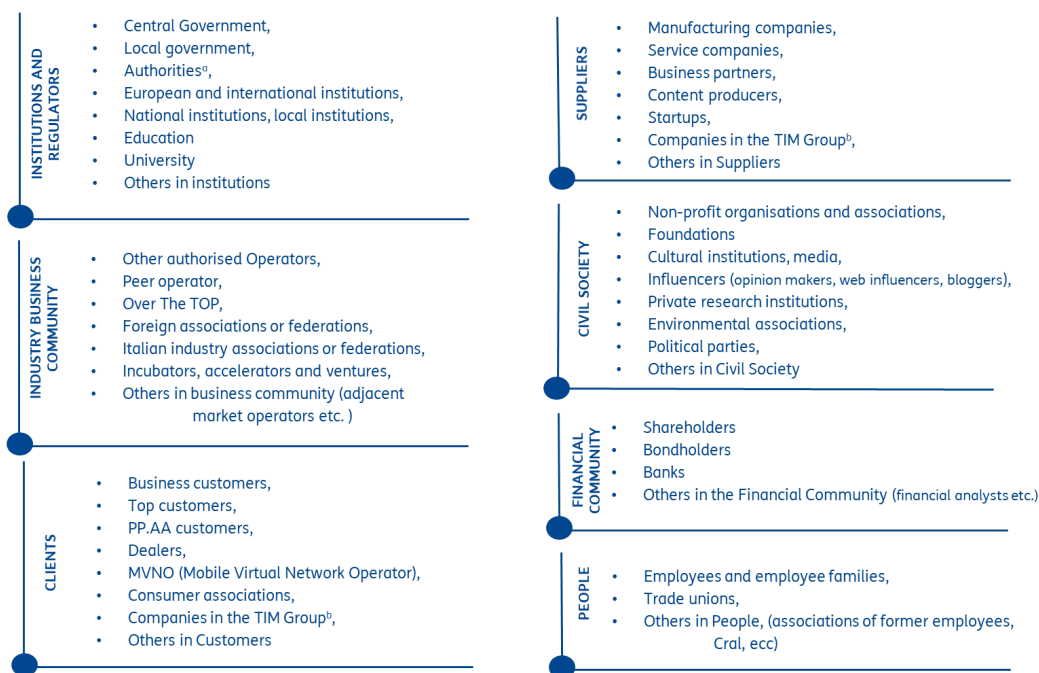 INSTITUTIONS AND
REGULATORS
• Central Government,
• Local government,
• Authoritiesᵃ,
• European and international institutions,
• National institutions, local institutions,
• Education
• University
• Others in institutions
INDUSTRY BUSINESS
COMMUNITY
• Other authorised Operators,
• Peer operator,
• Over The TOP,
• Foreign associations or federations,
• Italian industry associations or federations,
• Incubators, accelerators and ventures,
• Others in business community (adjacent
market operators etc. )
CLIENTS
• Business customers,
• Top customers,
• PP.AA customers,
• Dealers,
• MVNO (Mobile Virtual Network Operator),
• Consumer associations,
• Companies in the TIM Groupᵇ,
• Others in Customers
SUPPLIERS
• Manufacturing companies,
• Service companies,
• Business partners,
• Content producers,
• Startups,
• Companies in the TIM Groupᵇ,
• Others in Suppliers
CIVIL SOCIETY
• Non-profit organisations and associations,
• Foundations
• Cultural institutions, media,
• Influencers (opinion makers, web influencers, bloggers),
• Private research institutions,
• Environmental associations,
• Political parties,
• Others in Civil Society
FINANCIAL
COMMUNITY
• Shareholders
• Bondholders
• Banks
• Others in the Financial Community (financial analysts etc.)
PEOPLE
• Employees and employee families,
• Trade unions,
• Others in People, (associations of former employees,
Cral, ecc)